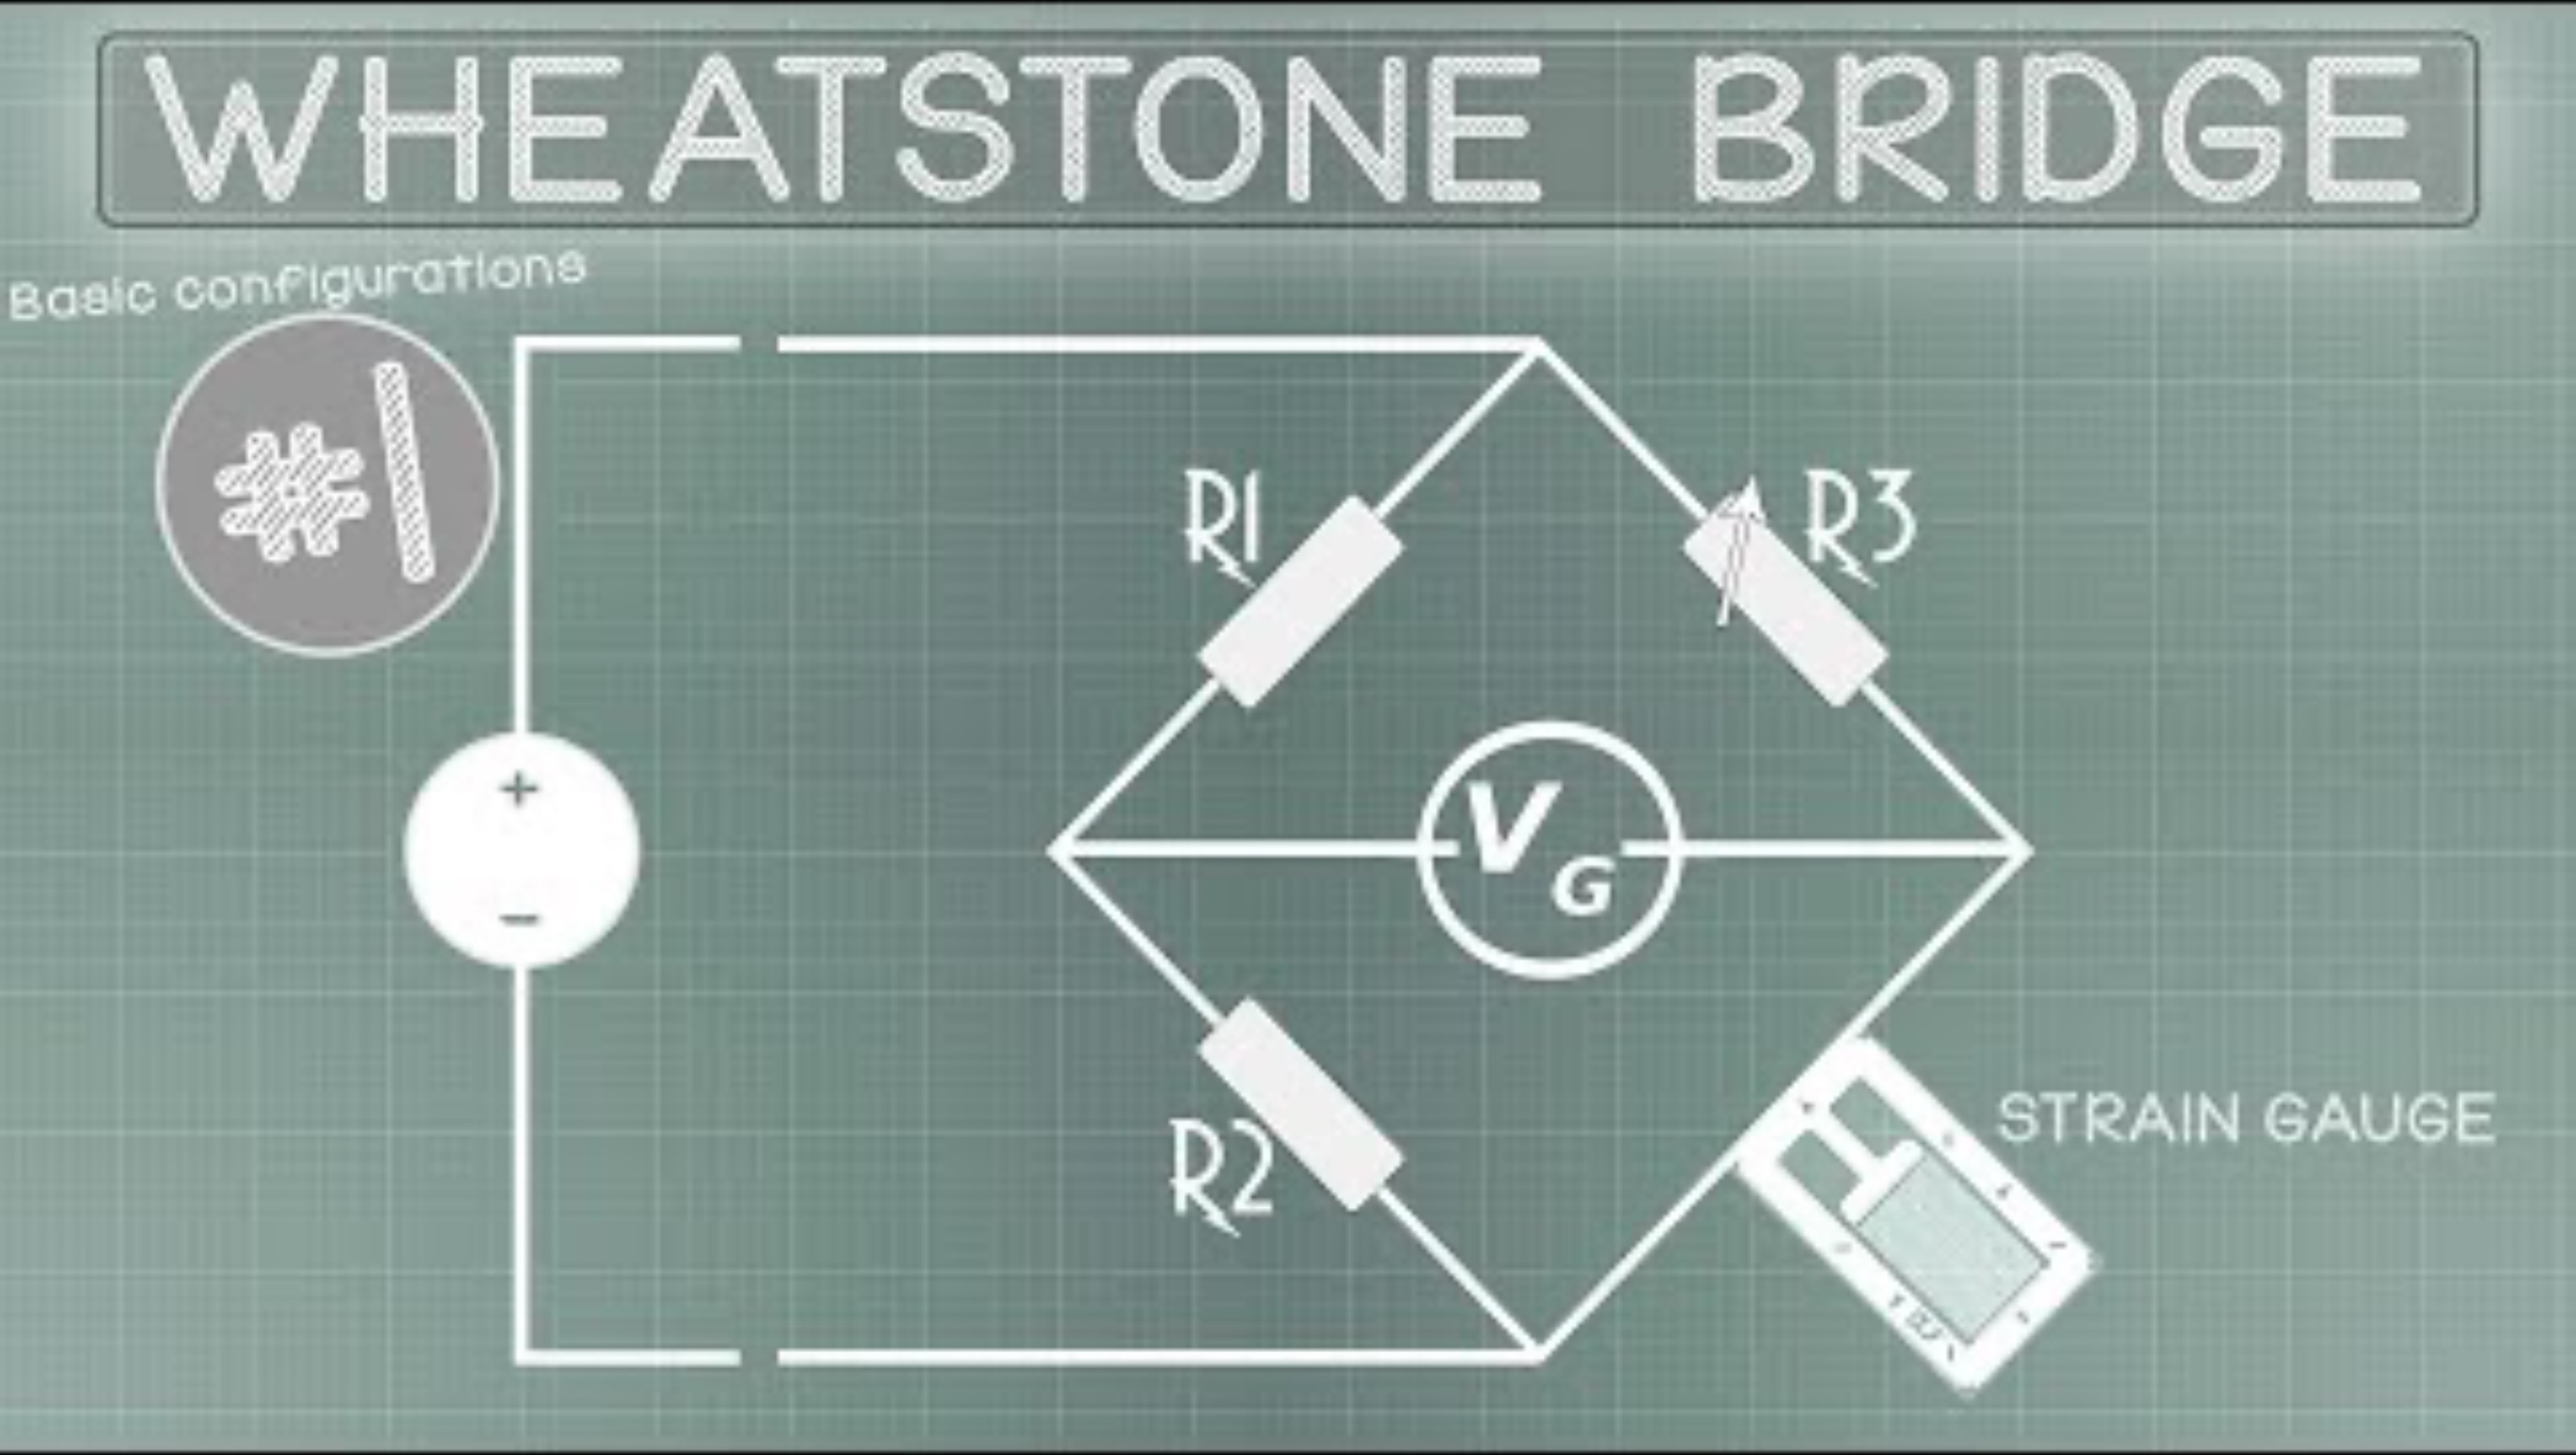 WHEATSTONE BRIDGE
Basic configurations
#1
R1
R3
+
VG
−
R2
STRAIN GAUGE